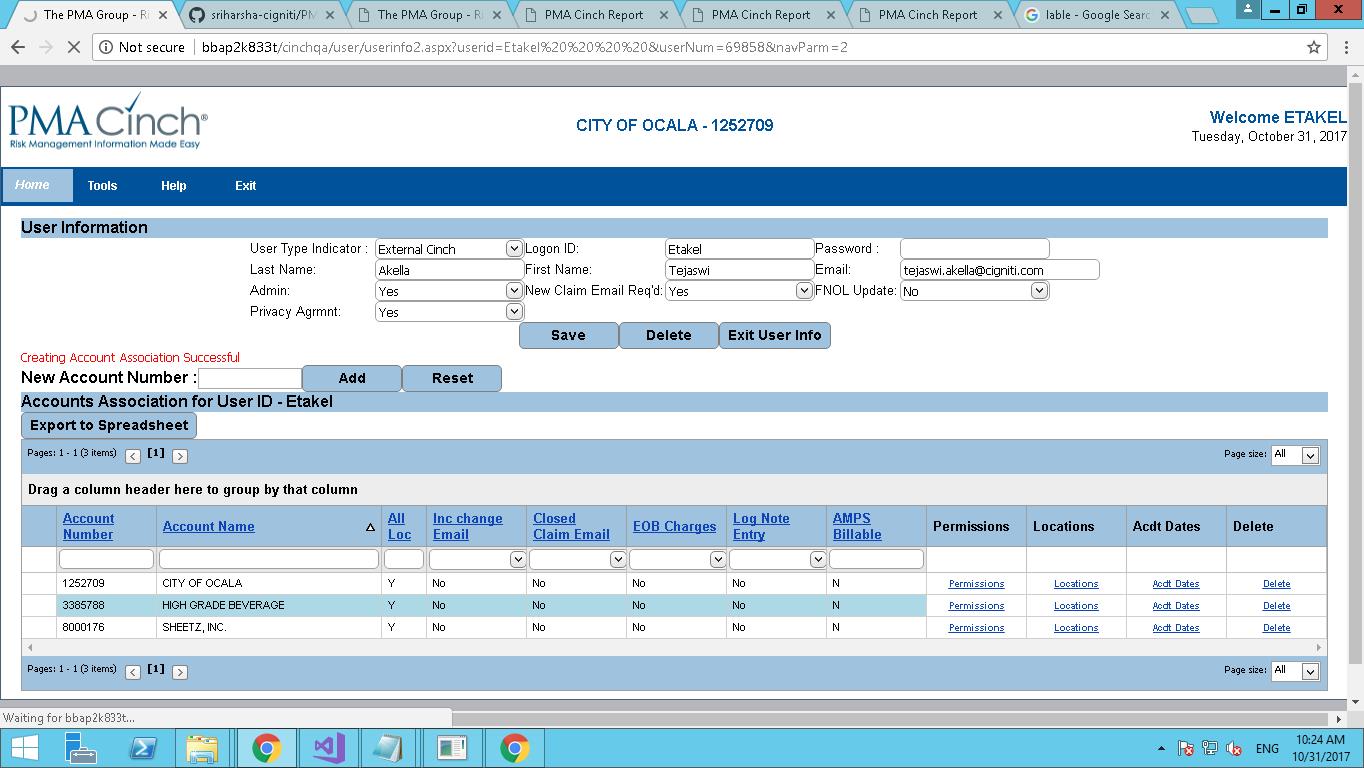 The PMA Group - Ri
sriharsha-cigniti/PM
The PMA Group - Ri
PMA Cinch Report
PMA Cinch Report
PMA Cinch Report
lable - Google Searc
Not secure
bbap2k833t/cinchqa/user/userinfo2.aspx?userid=Etakel%20%20%20%20&userNum=69858&navParm=2
PMA Cinch®
Risk Management Information Made Easy
CITY OF OCALA - 1252709
Welcome ETAKEL
Tuesday, October 31, 2017
Home Tools Help Exit
User Information
User Type Indicator : External Cinch Logon ID: Etakel Password :
Last Name: Akella First Name: Tejaswi Email: tejaswi.akella@cigniti.com
Admin: Yes New Claim Email Req'd: Yes FNOL Update: No
Privacy Agrmnt: Yes
Save Delete Exit User Info
Creating Account Association Successful
New Account Number : Add Reset
Accounts Association for User ID - Etakel
Export to Spreadsheet
Pages: 1 - 1 (3 items) < [1] > Page size: All
Drag a column header here to group by that column
Account Number Account Name All Loc Inc change Email Closed Claim Email EOB Charges Log Note Entry AMPS Billable Permissions Locations Acdt Dates Delete
1252709 CITY OF OCALA Y No No No No N Permissions Locations Acdt Dates Delete
3385788 HIGH GRADE BEVERAGE Y No No No No N Permissions Locations Acdt Dates Delete
8000176 SHEETZ, INC. Y No No No No N Permissions Locations Acdt Dates Delete
Pages: 1 - 1 (3 items) < [1] > Page size: All
Waiting for bbap2k833t...
ENG
10:24 AM
10/31/2017